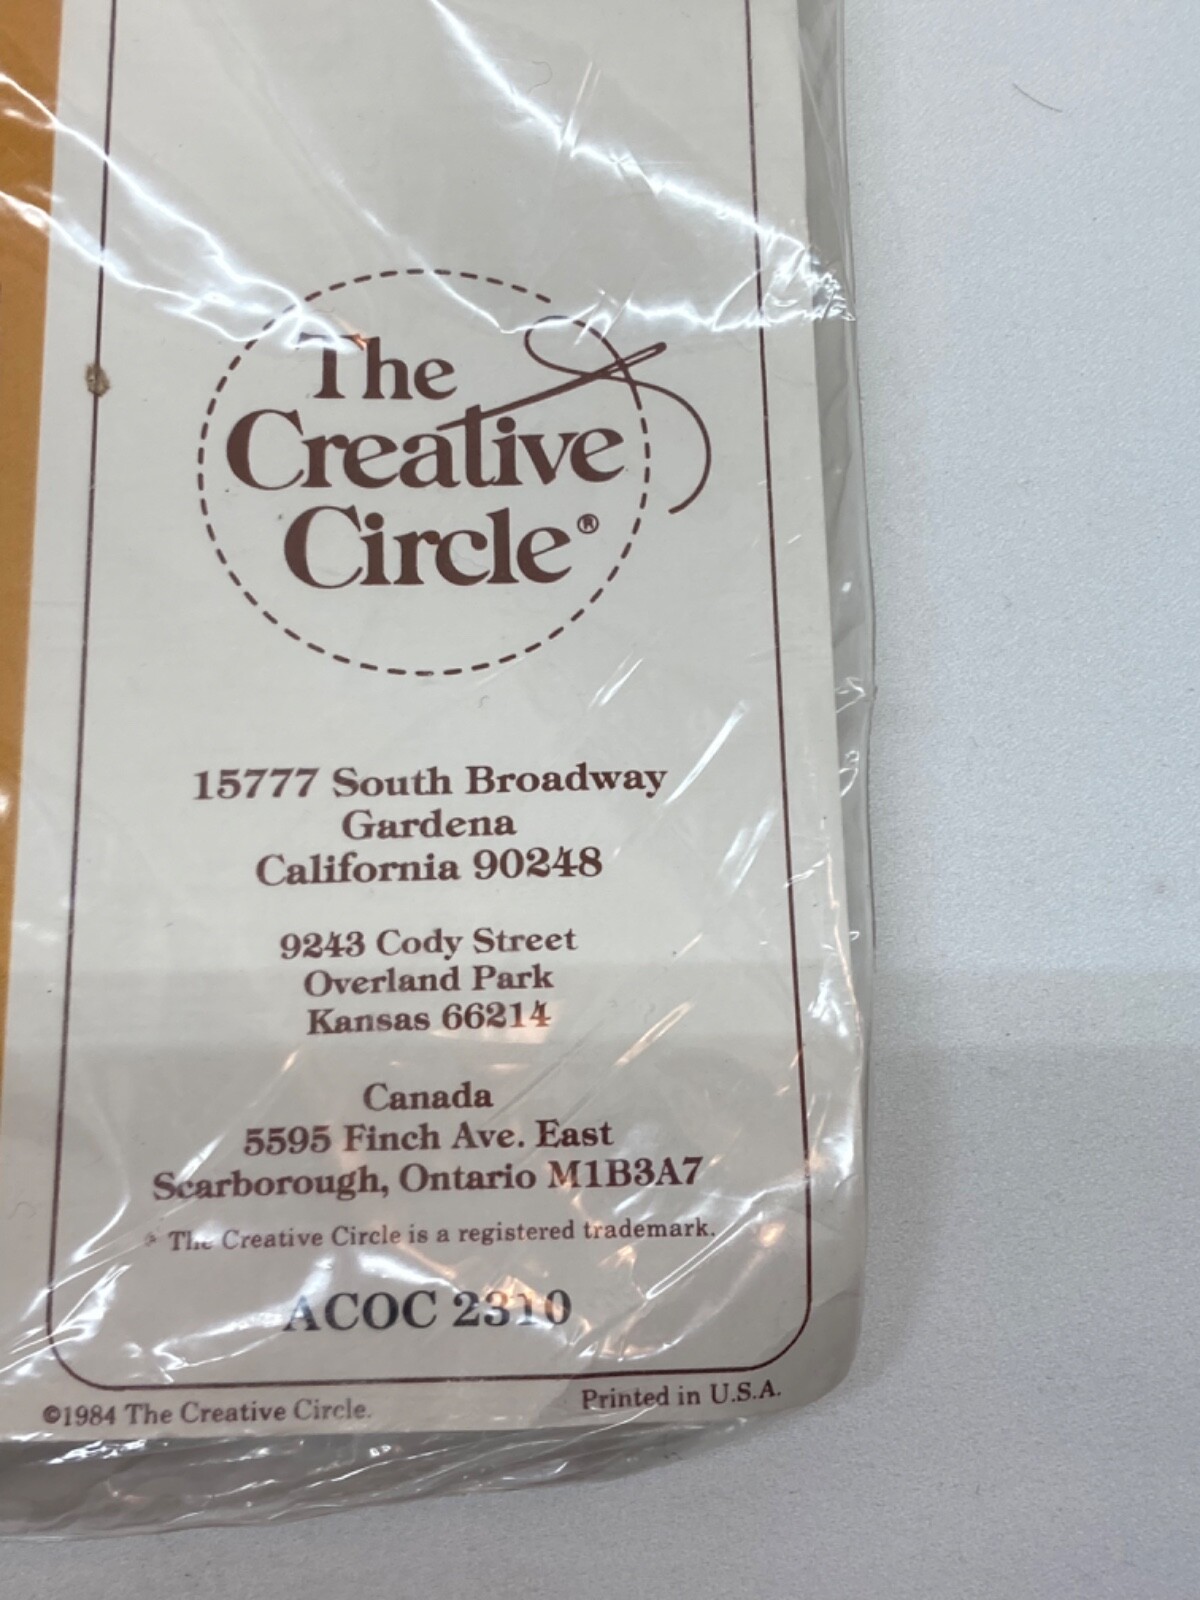 The
Creative
Circle®
15777 South Broadway
Gardena
California 90248
9243 Cody Street
Overland Park
Kansas 66214
Canada
5595 Finch Ave. East
Scarborough, Ontario M1B3A7
The Creative Circle is a registered trademark.
ACOC 2310
©1984 The Creative Circle.
Printed in U.S.A.